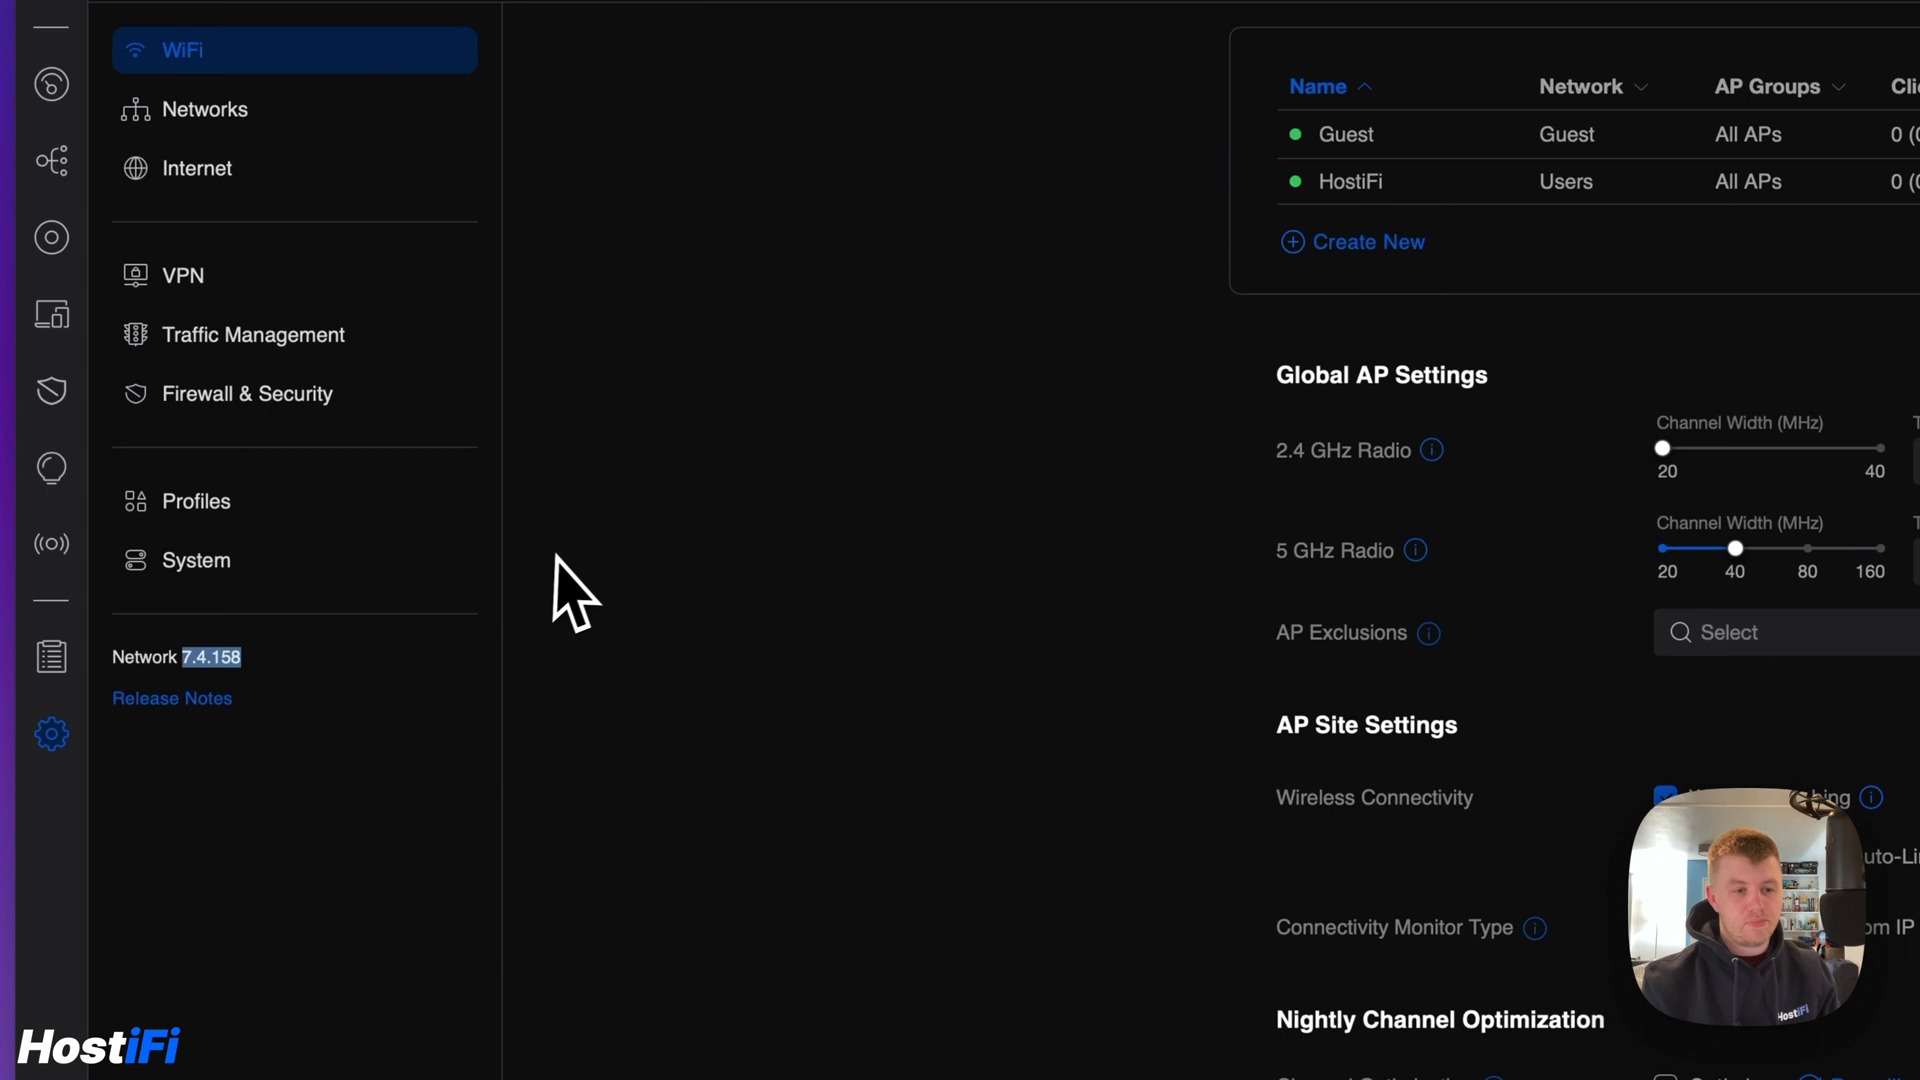 WiFi
Networks
Internet
VPN
Traffic Management
Firewall & Security
Profiles
System
Network 7.4.158
Release Notes
Name Network AP Groups
Guest Guest All APs 0
HostiFi Users All APs 0
Create New
Global AP Settings
Channel Width (MHz)
2.4 GHz Radio
20 40
Channel Width (MHz)
5 GHz Radio
20 40 80 160
AP Exclusions Select
AP Site Settings
Wireless Connectivity
Connectivity Monitor Type
IP
Nightly Channel Optimization
HostiFi
HostiFi